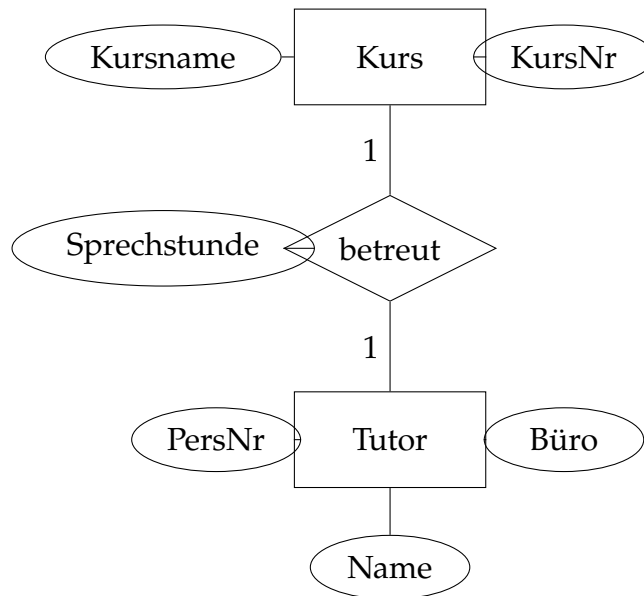 Kursname
Kurs
KursNr
1
Sprechstunde
betreut
1
PersNr
Tutor
Büro
Name